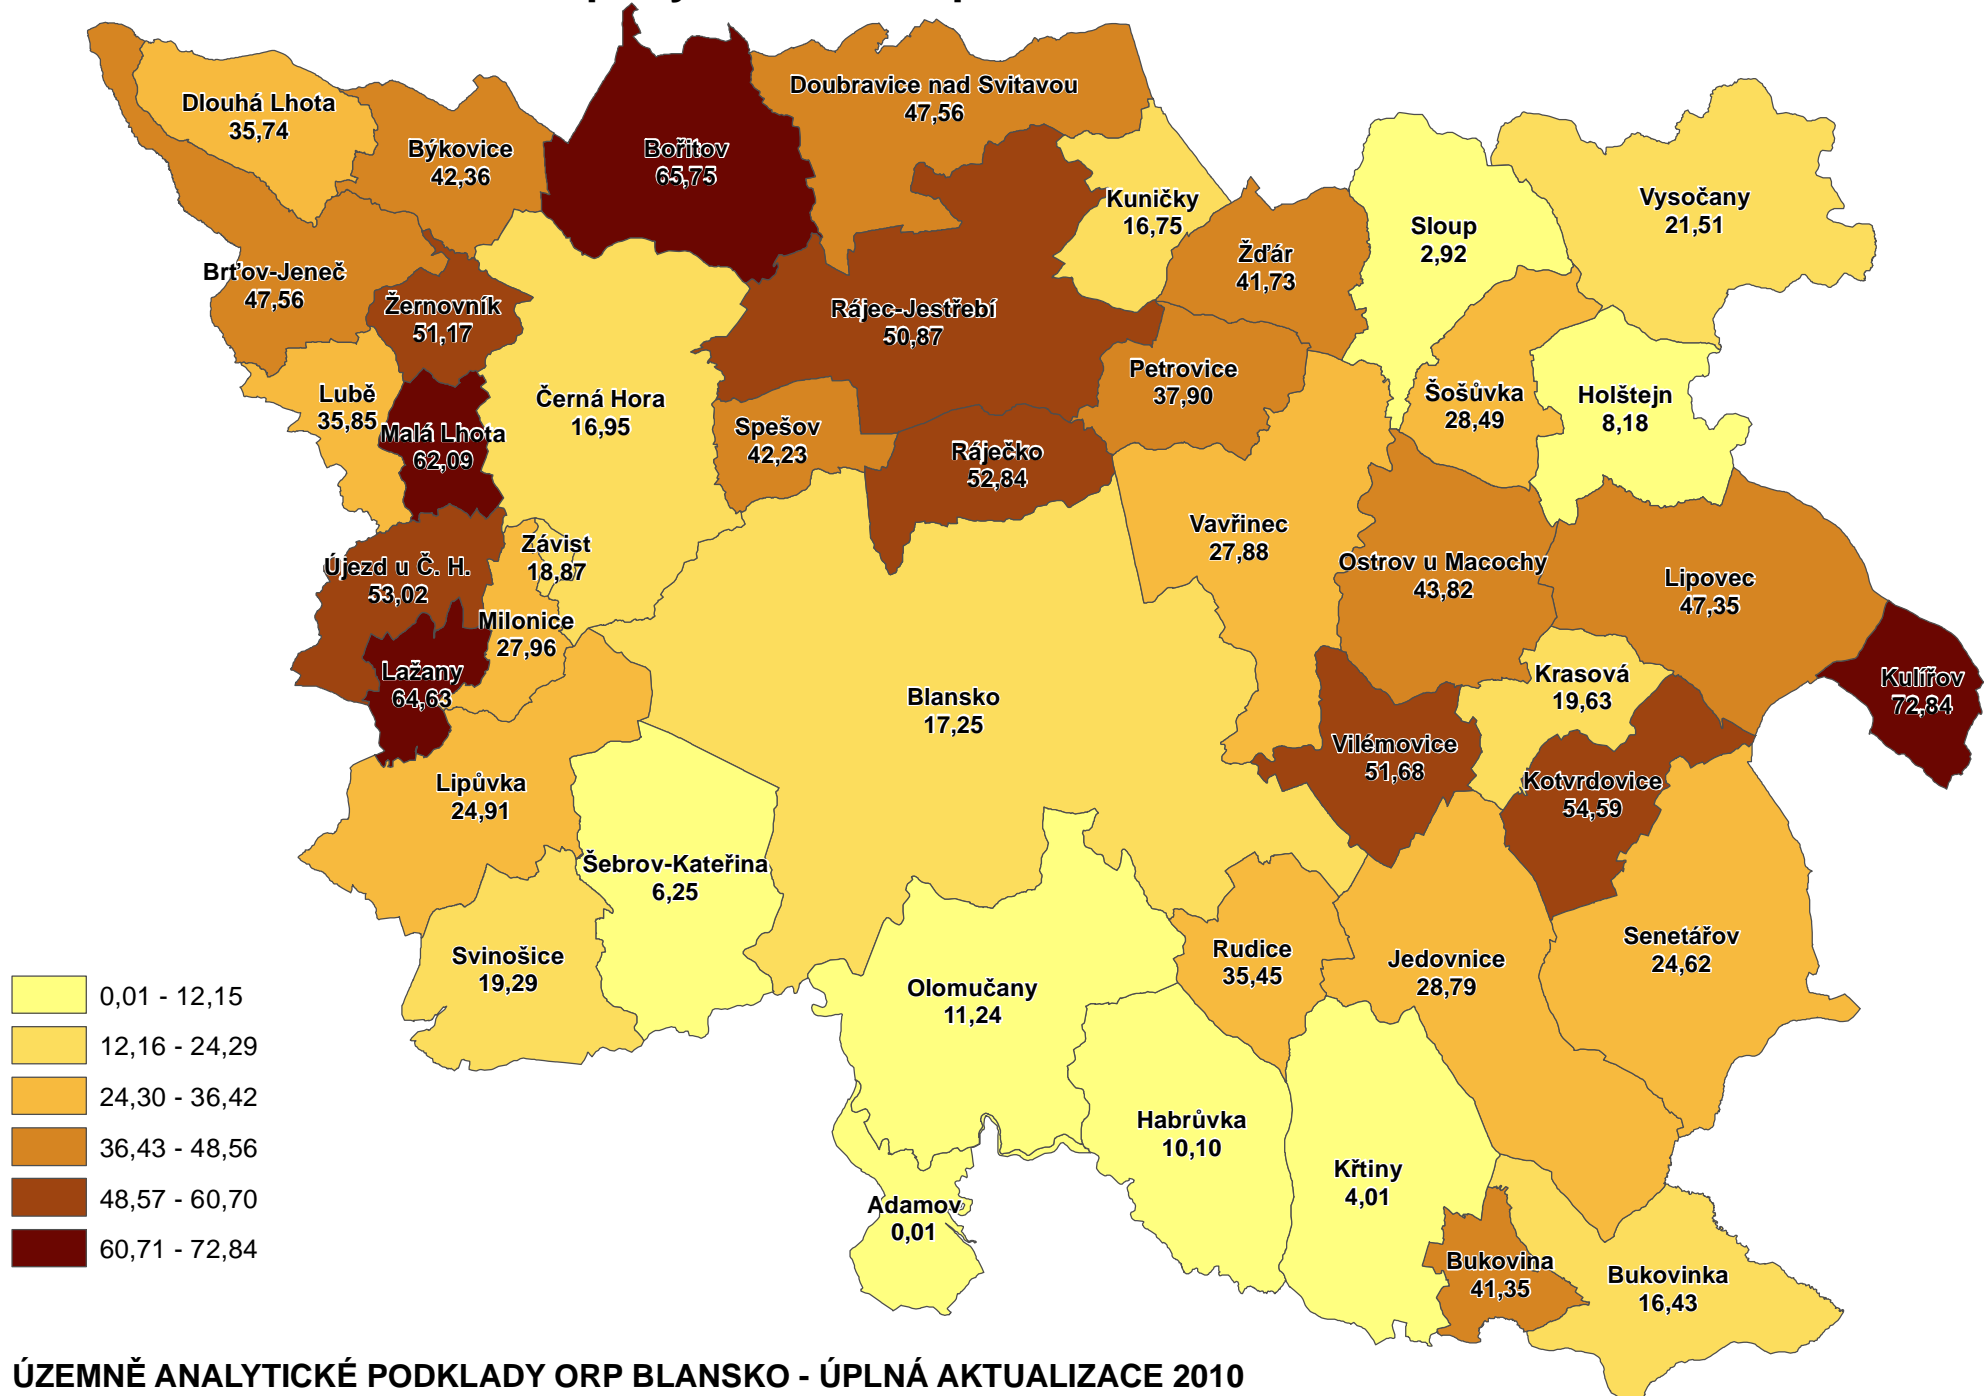 Dlouhá Lhota
35,74
Býkovice
42,36
Bořitov
65,75
Doubravice nad Svitavou
47,56
Kuničky
16,75
Žďár
41,73
Sloup
2,92
Vysočany
21,51
Brťov-Jeneč
47,56
Žernovník
51,17
Rájec-Jestřebí
50,87
Lubě
35,85
Malá Lhota
62,09
Černá Hora
16,95
Spešov
42,23
Ráječko
52,84
Petrovice
37,90
Šošůvka
28,49
Holštejn
8,18
Vavřinec
27,88
Ostrov u Macochy
43,82
Lipovec
47,35
Újezd u Č. H.
53,02
Závist
18,87
Milonice
27,96
Lažany
64,63
Blansko
17,25
Krasová
19,63
Kulířov
72,84
Vilémovice
51,68
Kotvrdovice
54,59
Lipůvka
24,91
Šebrov-Kateřina
6,25
Svinošice
19,29
Olomučany
11,24
Rudice
35,45
Jedovnice
28,79
Senetářov
24,62
Habrůvka
10,10
Křtiny
4,01
Adamov
0,01
Bukovina
41,35
Bukovinka
16,43
0,01 - 12,15
12,16 - 24,29
24,30 - 36,42
36,43 - 48,56
48,57 - 60,70
60,71 - 72,84
ÚZEMNĚ ANALYTICKÉ PODKLADY ORP BLANSKO - ÚPLNÁ AKTUALIZACE 2010